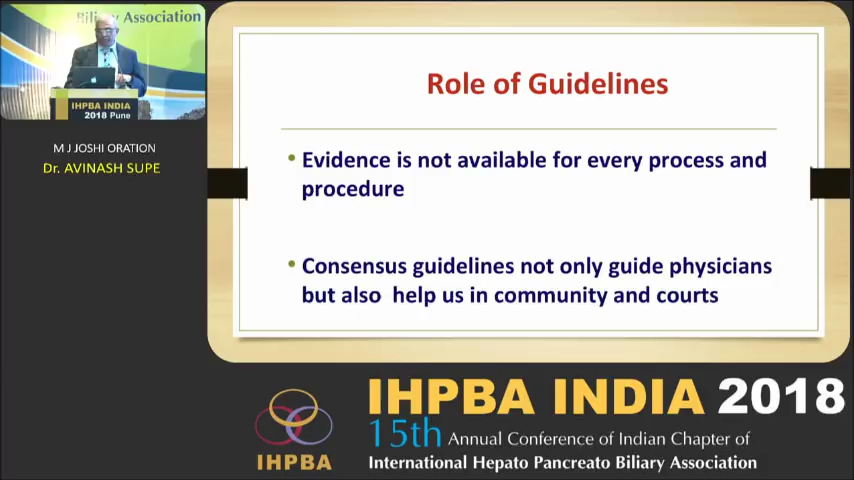 Biliary Association
IHPBA INDIA
2018 Pune
M J JOSHI ORATION
Dr. AVINASH SUPE
Role of Guidelines
• Evidence is not available for every process and
procedure
• Consensus guidelines not only guide physicians
but also help us in community and courts
IHPBA
IHPBA INDIA 2018
15th Annual Conference of Indian Chapter of
International Hepato Pancreato Biliary Association